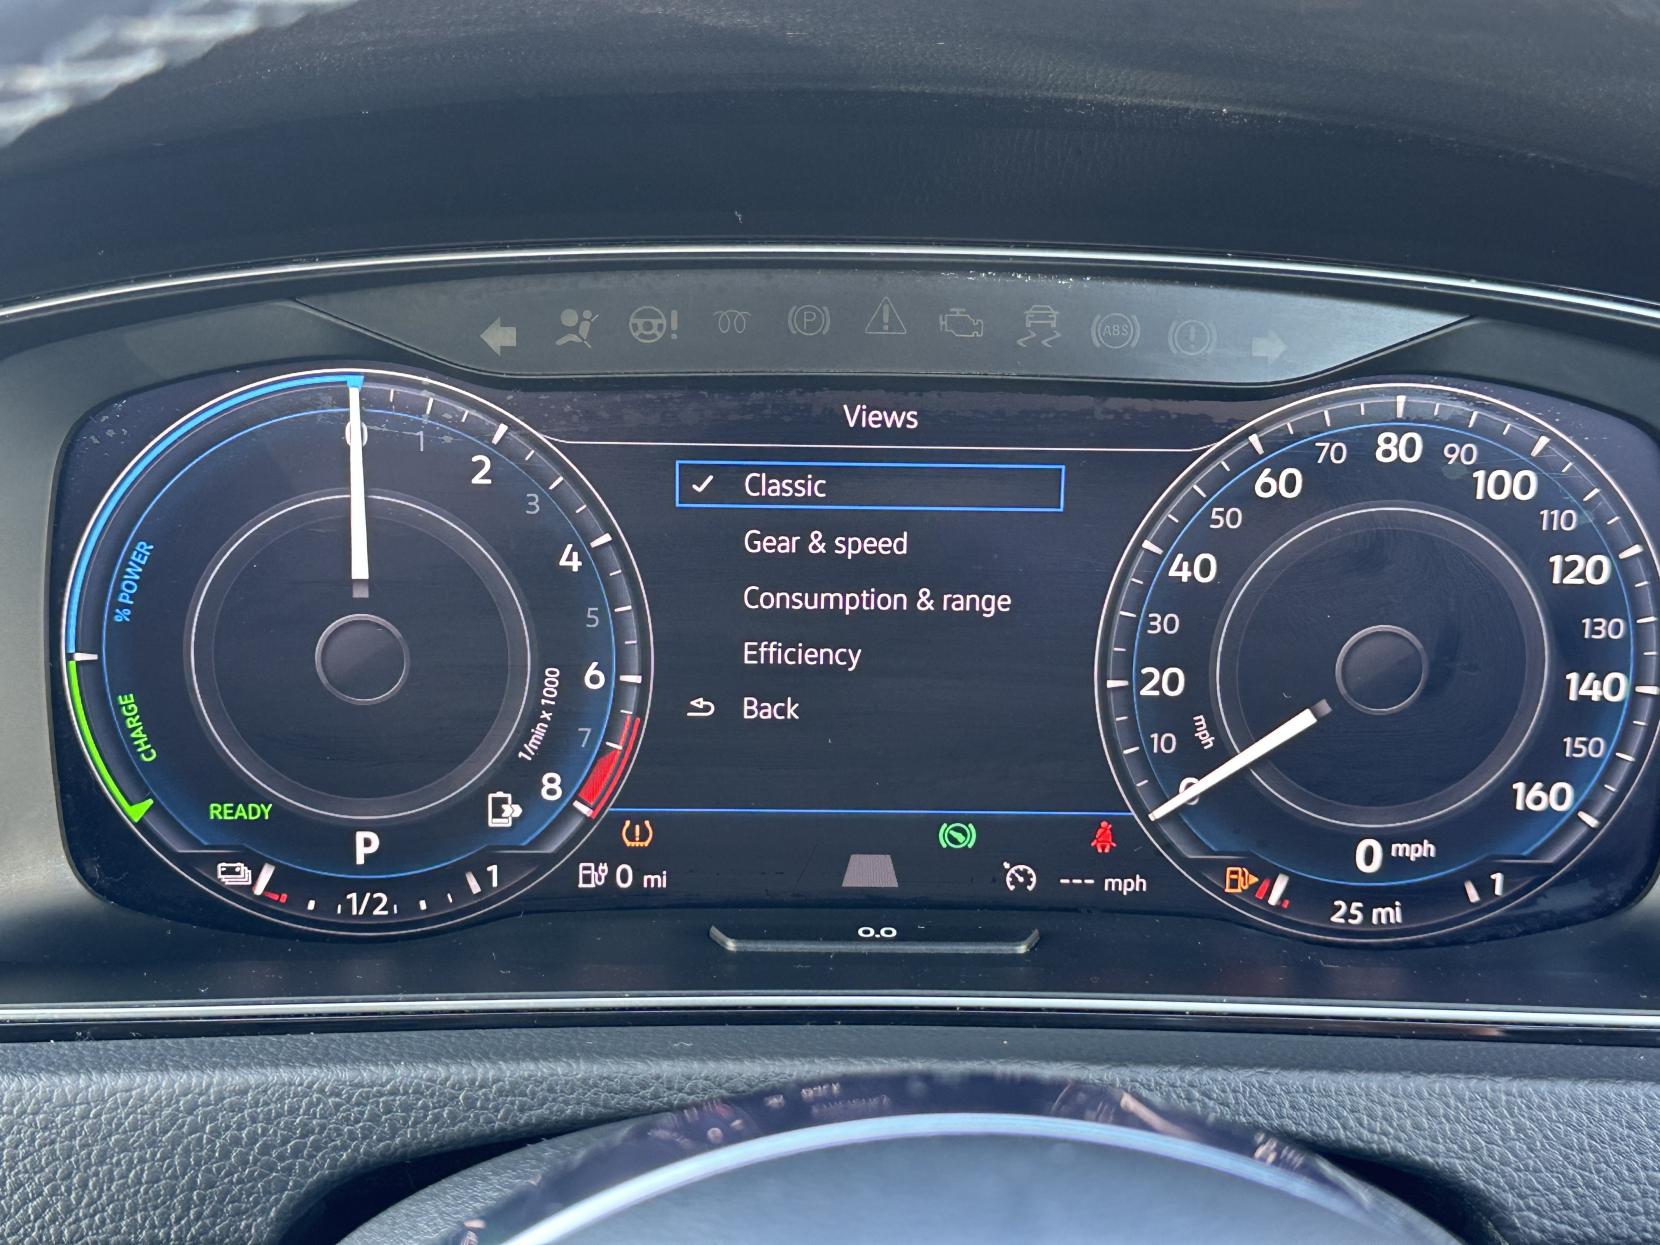 P
ABS
Views
Classic
Gear & speed
Consumption & range
Efficiency
Back
0
1
2
3
4
5
6
7
8
1/min x 1000
% POWER
CHARGE
READY
P
1/2
1
0 mi
--- mph
0.0
0
10
20
30
40
50
60
70
80
90
100
110
120
130
140
150
160
mph
0 mph
25 mi
1